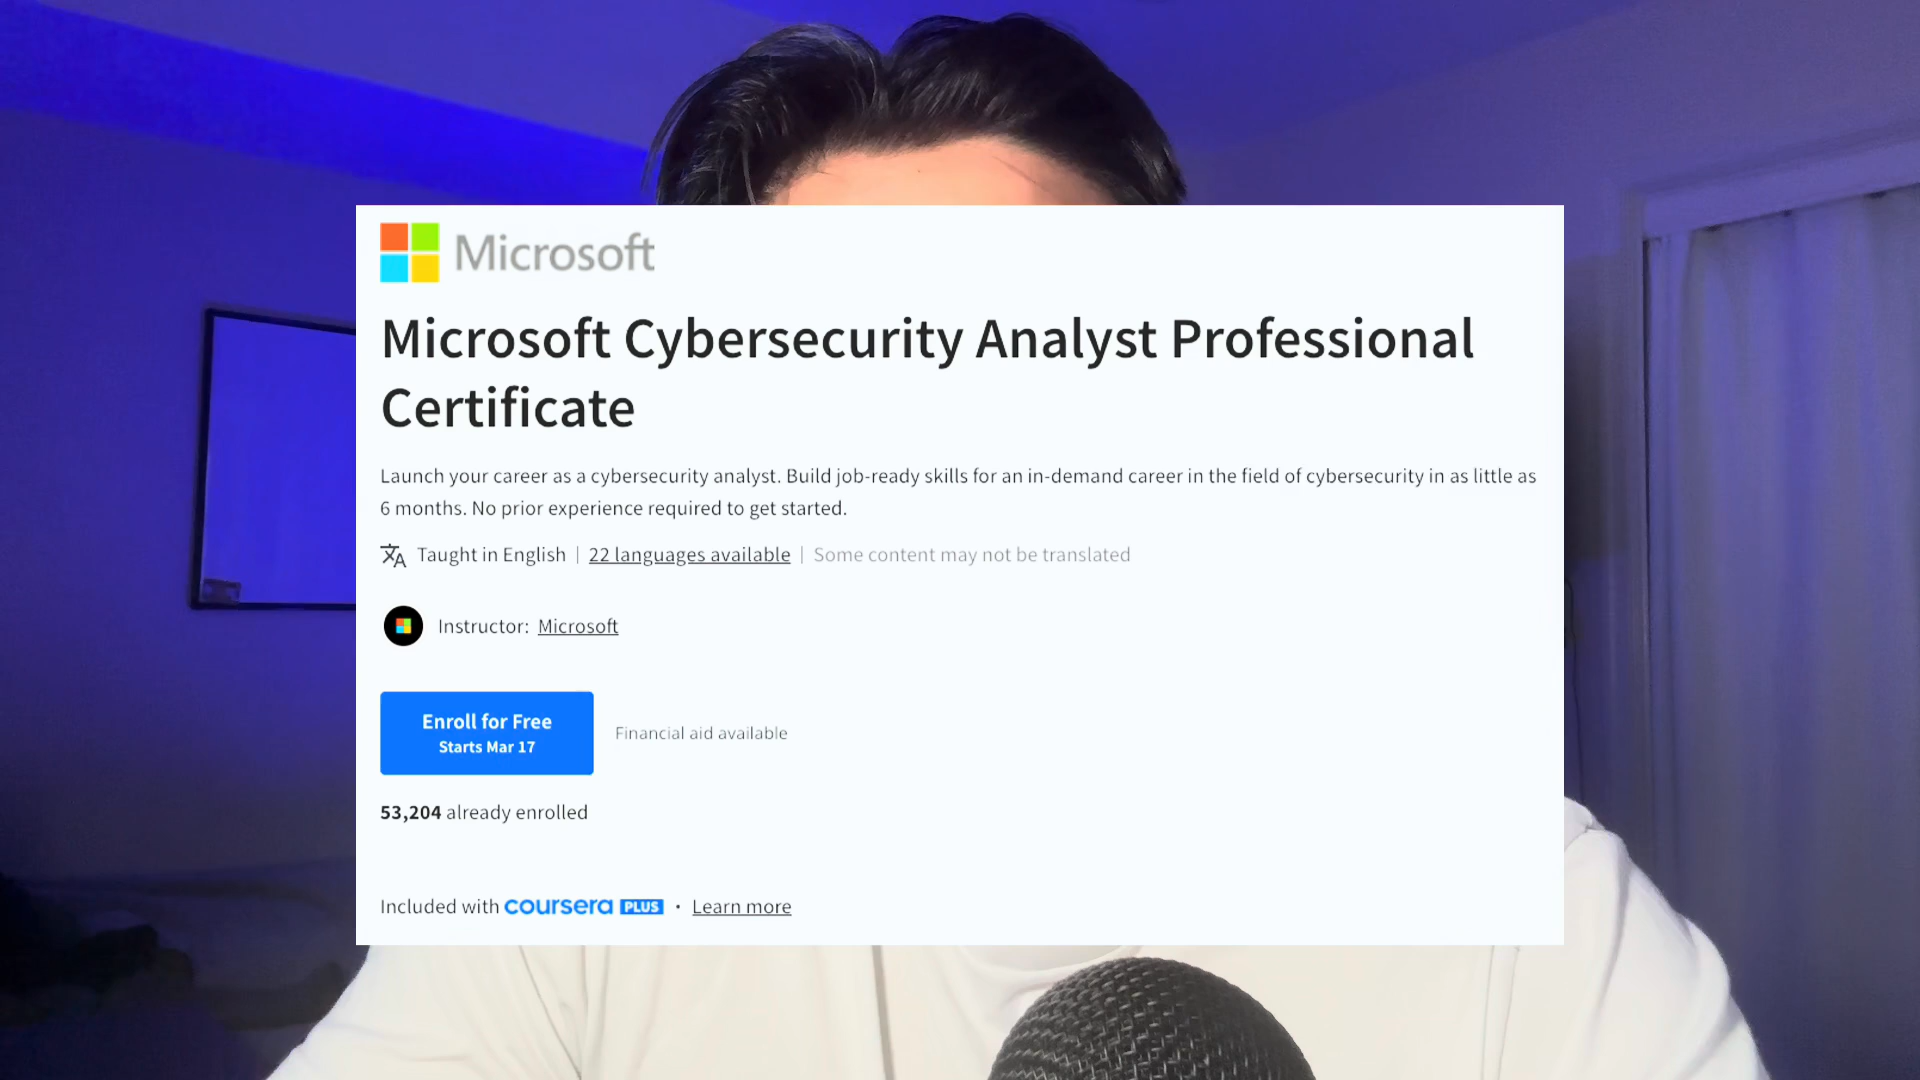 Microsoft
Microsoft Cybersecurity Analyst Professional
Certificate
Launch your career as a cybersecurity analyst. Build job-ready skills for an in-demand career in the field of cybersecurity in as little as
6 months. No prior experience required to get started.
Taught in English | 22 languages available | Some content may not be translated
Instructor: Microsoft
Enroll for Free
Starts Mar 17
Financial aid available
53,204 already enrolled
Included with coursera PLUS • Learn more